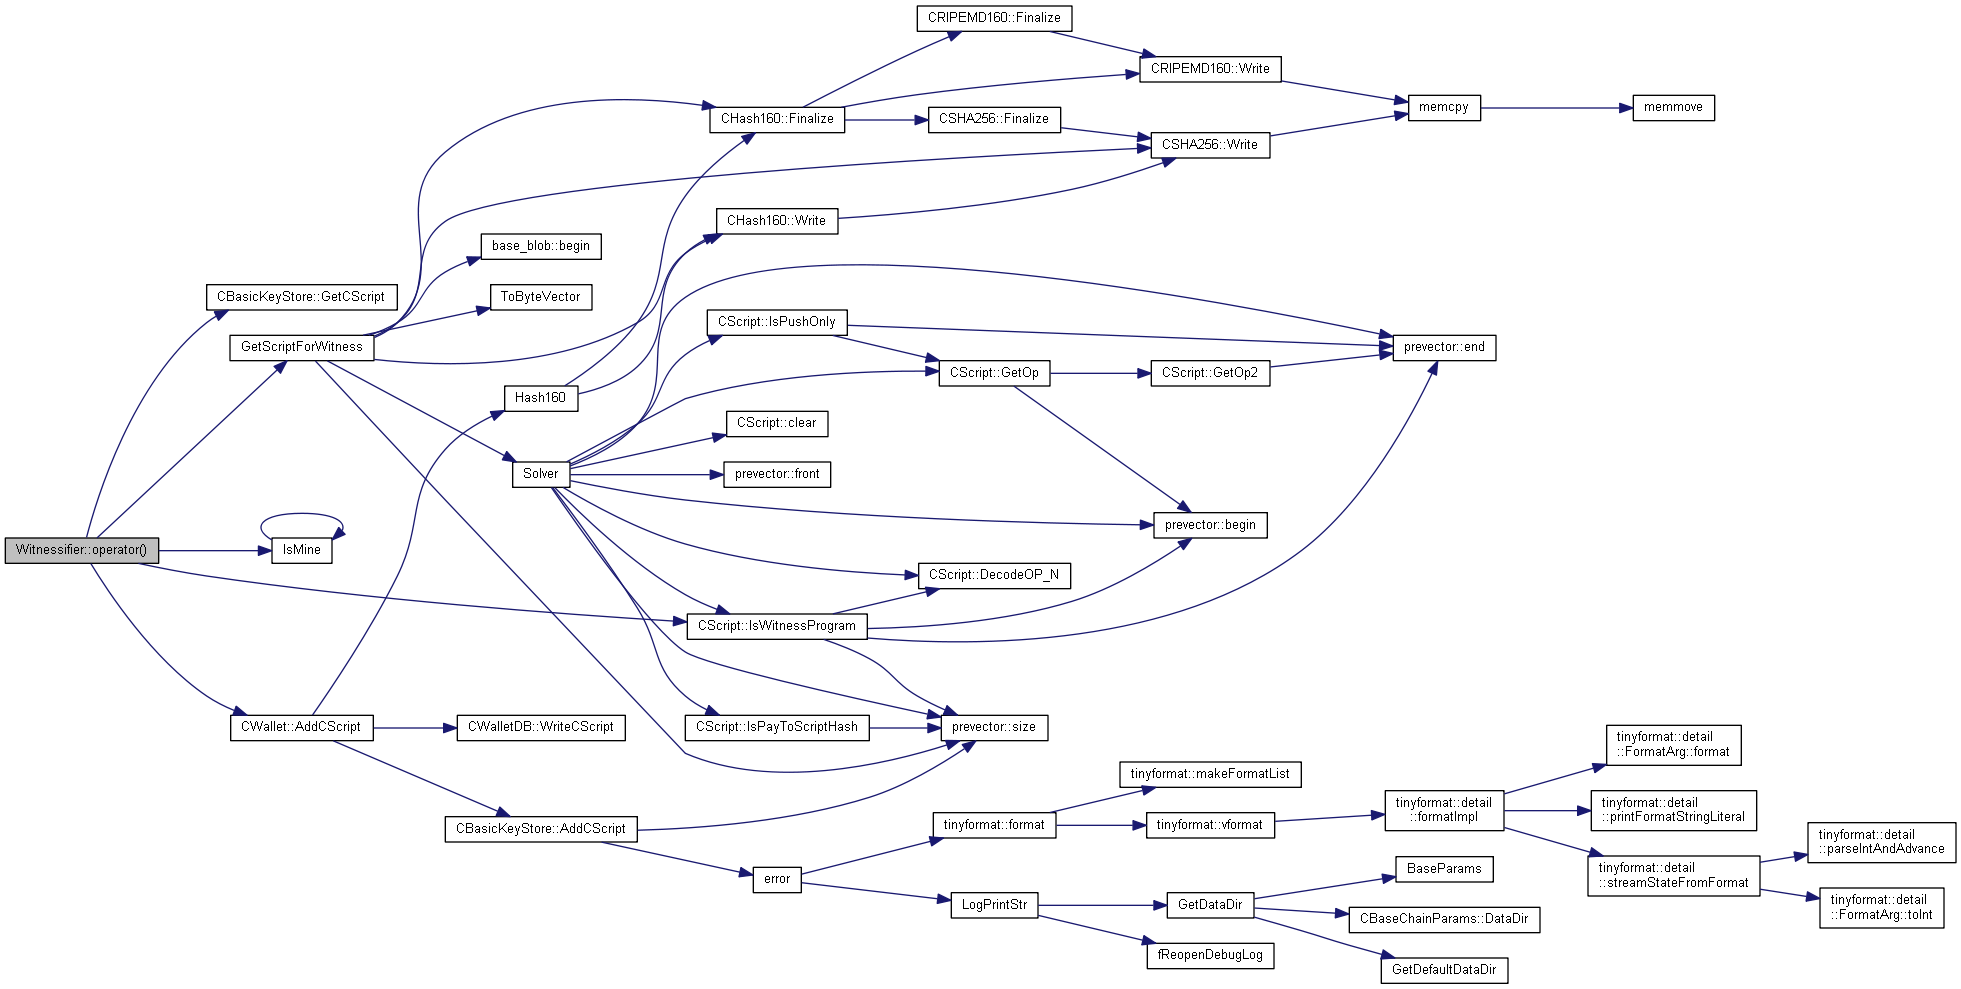 CRIPEMD160::Finalize
CRIPEMD160::Write
memcpy
memmove
CHash160::Finalize
CSHA256::Finalize
CSHA256::Write
CHash160::Write
base_blob::begin
CBasicKeyStore::GetCScript
ToByteVector
GetScriptForWitness
CScript::IsPushOnly
prevector::end
CScript::GetOp
CScript::GetOp2
Hash160
CScript::clear
Solver
prevector::front
prevector::begin
Witnessifier::operator()
IsMine
CScript::DecodeOP_N
CScript::IsWitnessProgram
CWallet::AddCScript
CWalletDB::WriteCScript
CScript::IsPayToScriptHash
prevector::size
tinyformat::detail
::FormatArg::format
tinyformat::makeFormatList
tinyformat::detail
::formatImpl
tinyformat::detail
::printFormatStringLiteral
CBasicKeyStore::AddCScript
tinyformat::format
tinyformat::vformat
tinyformat::detail
::parseIntAndAdvance
error
BaseParams
tinyformat::detail
::streamStateFromFormat
LogPrintStr
GetDataDir
CBaseChainParams::DataDir
tinyformat::detail
::FormatArg::toInt
fReopenDebugLog
GetDefaultDataDir